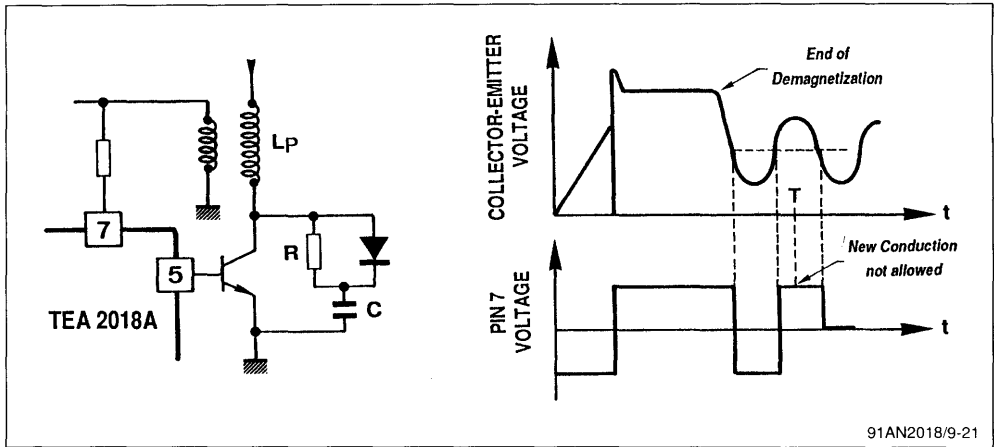 LP
7
R
5
C
TEA 2018A
COLLECTOR-EMITTER
VOLTAGE
End of
Demagnetization
T
t
PIN 7
VOLTAGE
New Conduction
not allowed
t
91AN2018/9-21